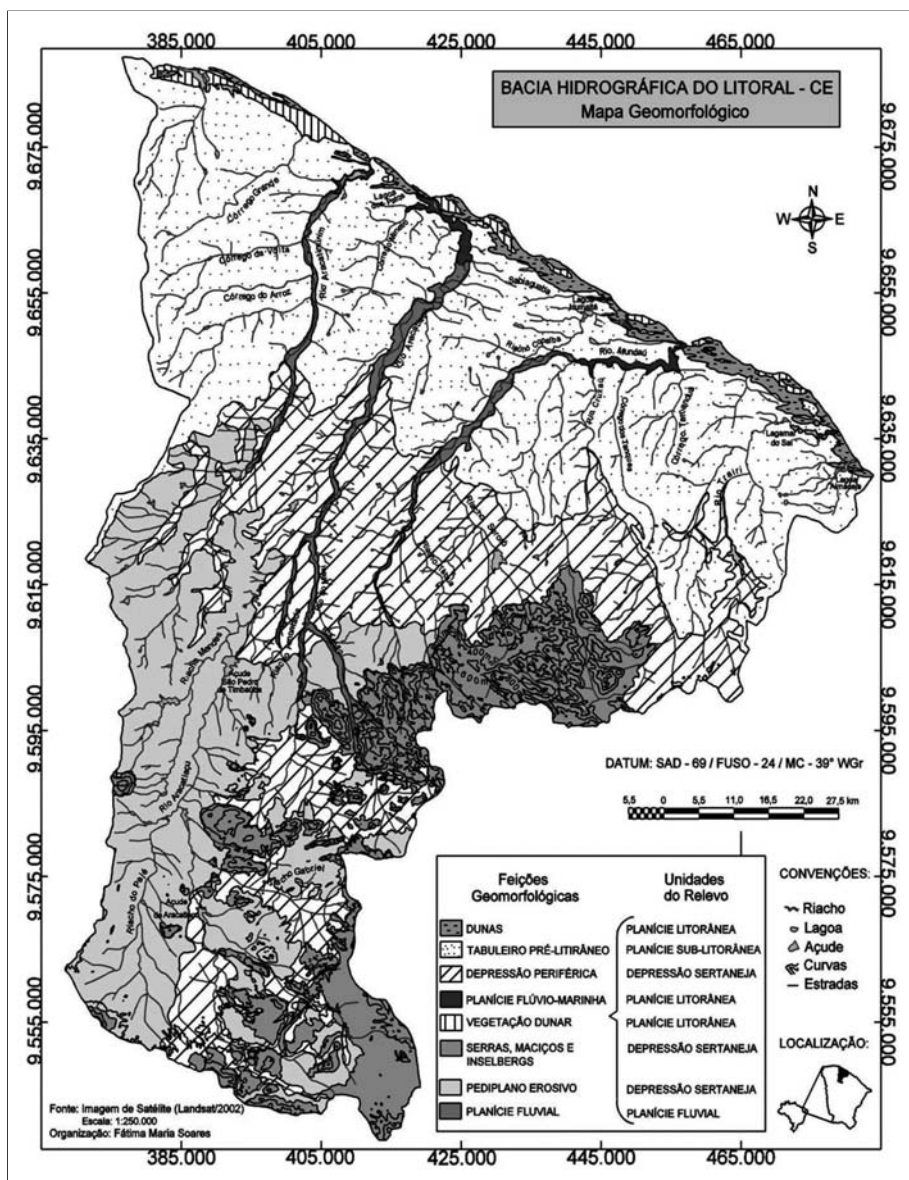 385.000 405.000 425.000 445.000 465.000
BACIA HIDROGRÁFICA DO LITORAL - CE
Mapa Geomorfológico
9.675.000
9.655.000
9.635.000
9.615.000
9.595.000
9.575.000
9.555.000
9.675.000
9.655.000
9.635.000
9.615.000
9.595.000
9.575.000
9.555.000
N
W E
S
Córrego Grande
Córrego da Volta
Córrego do Arroz
Riacho Corolba
Rio. Mundaú
Rio Cruxati
Rio Trairi
Lagamar
do Sal
Açude
São Pedro
de Timbaúba
Rio Aracatiaçu
Riacho Gabriel
Riacho do Pajé
Açude
de Aracatiaçu
DATUM: SAD - 69 / FUSO - 24 / MC - 39° WGr
5,5 0 5,5 11,0 16,5 22,0 27,5 km
Feições
Geomorfológicas
Unidades
do Relevo
DUNAS PLANÍCIE LITORÂNEA
TABULEIRO PRÉ-LITIRÂNEO PLANÍCIE SUB-LITORÂNEA
DEPRESSÃO PERIFÉRICA DEPRESSÃO SERTANEJA
PLANÍCIE FLÚVIO-MARINHA PLANÍCIE LITORÂNEA
VEGETAÇÃO DUNAR PLANÍCIE LITORÂNEA
SERRAS, MACIÇOS E
INSELBERGS DEPRESSÃO SERTANEJA
PEDIPLANO EROSIVO DEPRESSÃO SERTANEJA
PLANÍCIE FLUVIAL PLANÍCIE FLUVIAL
CONVENÇÕES:
Riacho
Lagoa
Açude
Curvas
Estradas
LOCALIZAÇÃO:
Fonte: Imagem de Satélite (Landsat/2002)
Escala: 1:250.000
Organização: Fátima Maria Soares
385.000 405.000 425.000 445.000 465.000